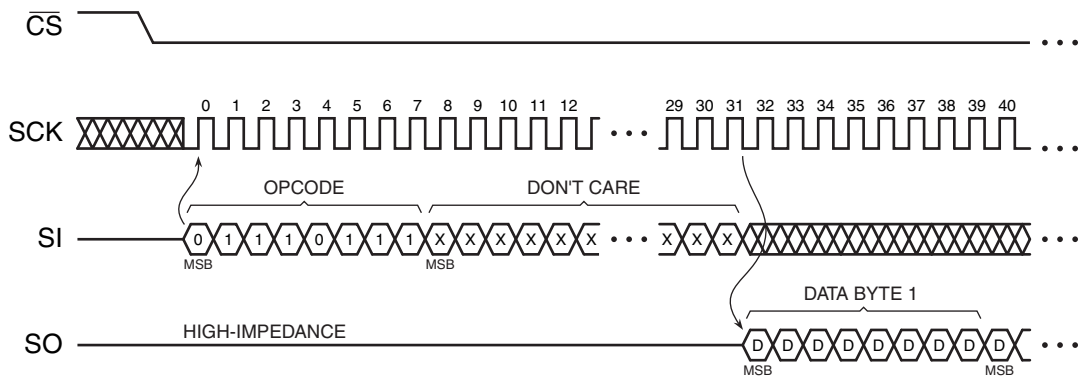 CS
0 1 2 3 4 5 6 7 8 9 10 11 12 29 30 31 32 33 34 35 36 37 38 39 40
SCK
OPCODE DON'T CARE
SI 0 1 1 1 0 1 1 1 X X X X X X X X X
MSB MSB
DATA BYTE 1
HIGH-IMPEDANCE
SO D D D D D D D D D
MSB MSB